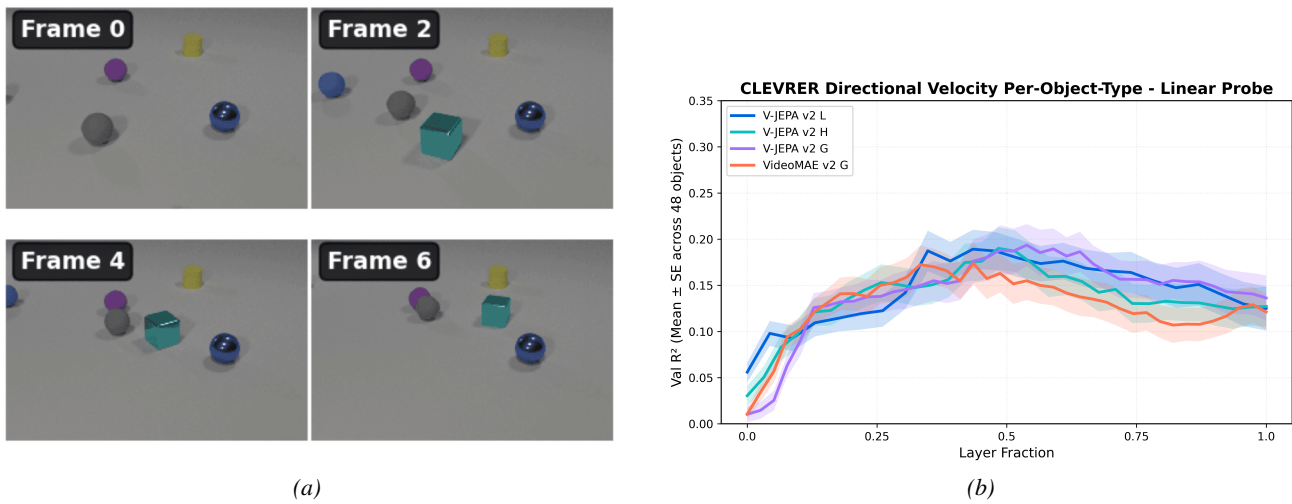 Frame 0
Frame 2
Frame 4
Frame 6
(a)
CLEVRER Directional Velocity Per-Object-Type - Linear Probe
Val R² (Mean ± SE across 48 objects)
0.35
0.30
0.25
0.20
0.15
0.10
0.05
0.00
V-JEPA v2 L
V-JEPA v2 H
V-JEPA v2 G
VideoMAE v2 G
0.0 0.25 0.5 0.75 1.0
Layer Fraction
(b)